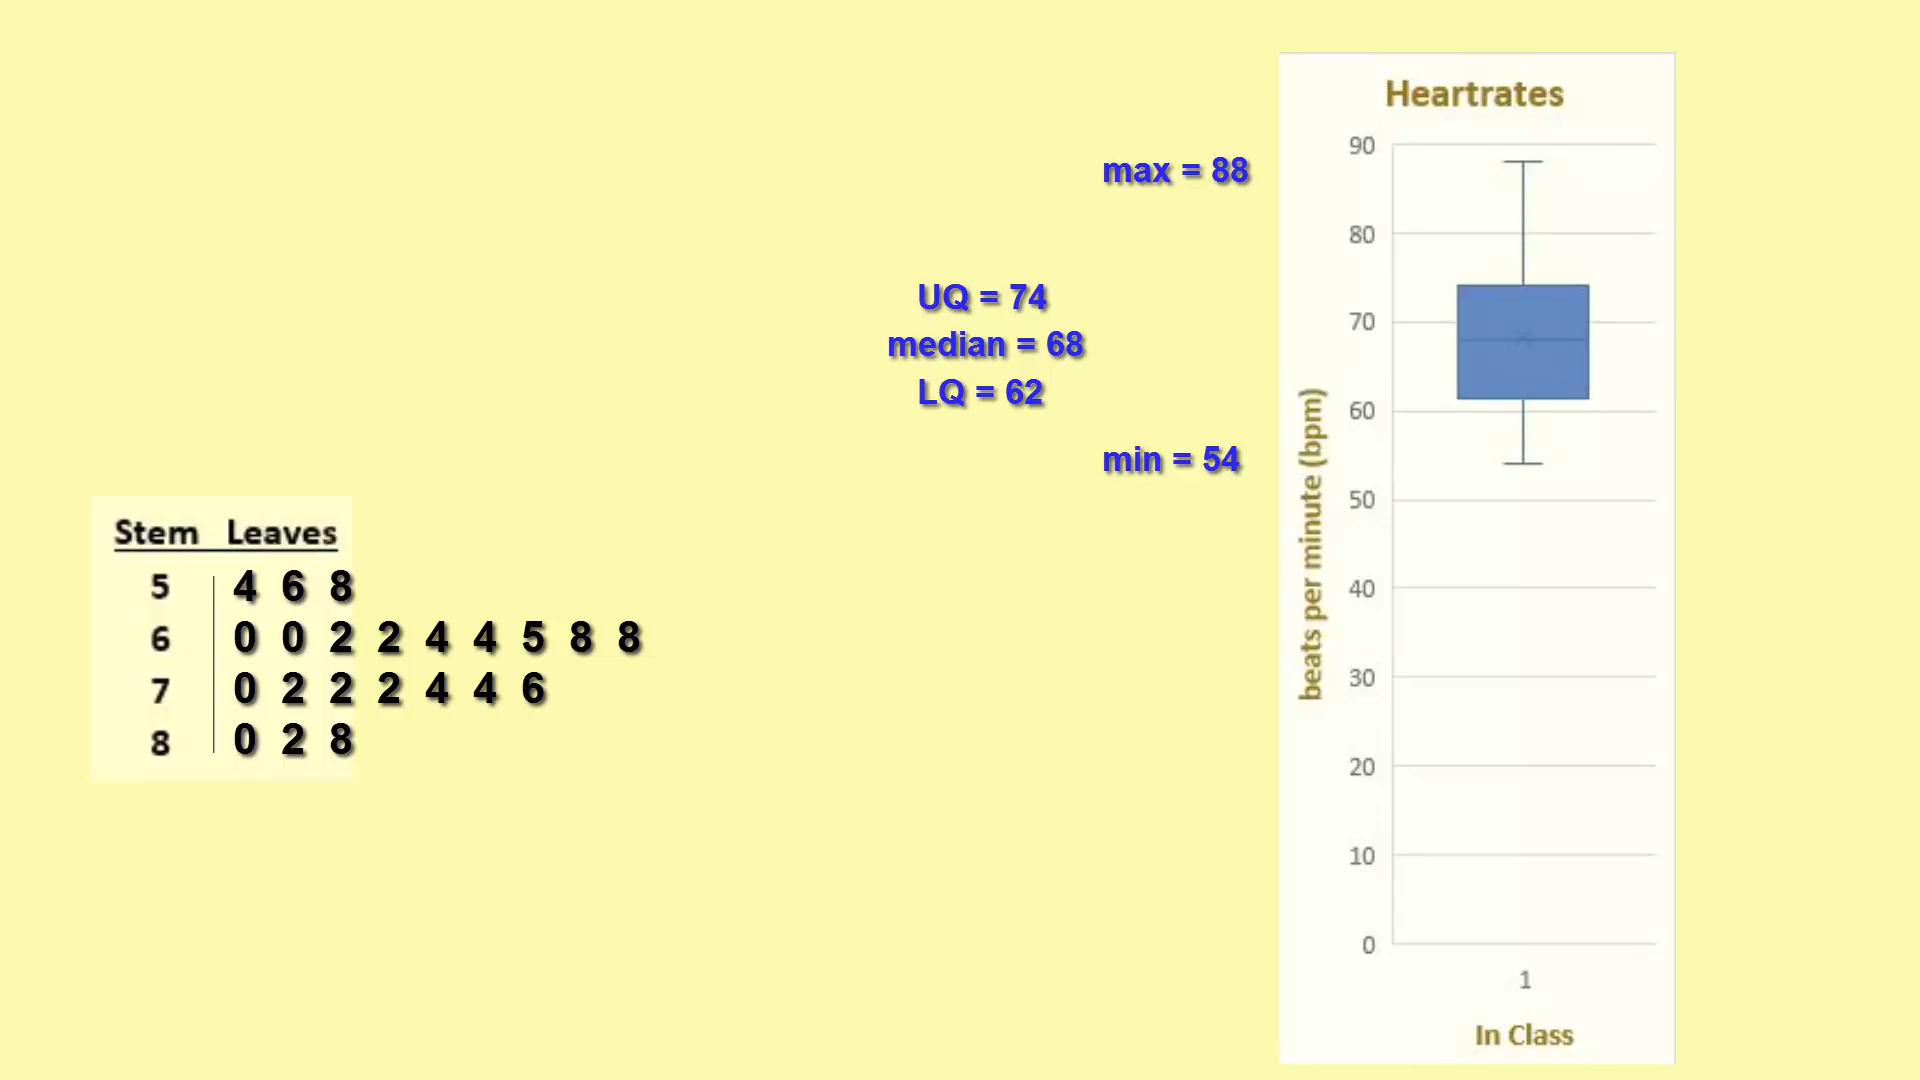 Stem Leaves
5 4 6 8
6 0 0 2 2 4 4 5 8 8
7 0 2 2 2 4 4 6
8 0 2 8
max = 88
UQ = 74
median = 68
LQ = 62
min = 54
Heartrates
beats per minute (bpm)
90
80
70
60
50
40
30
20
10
0
1
In Class